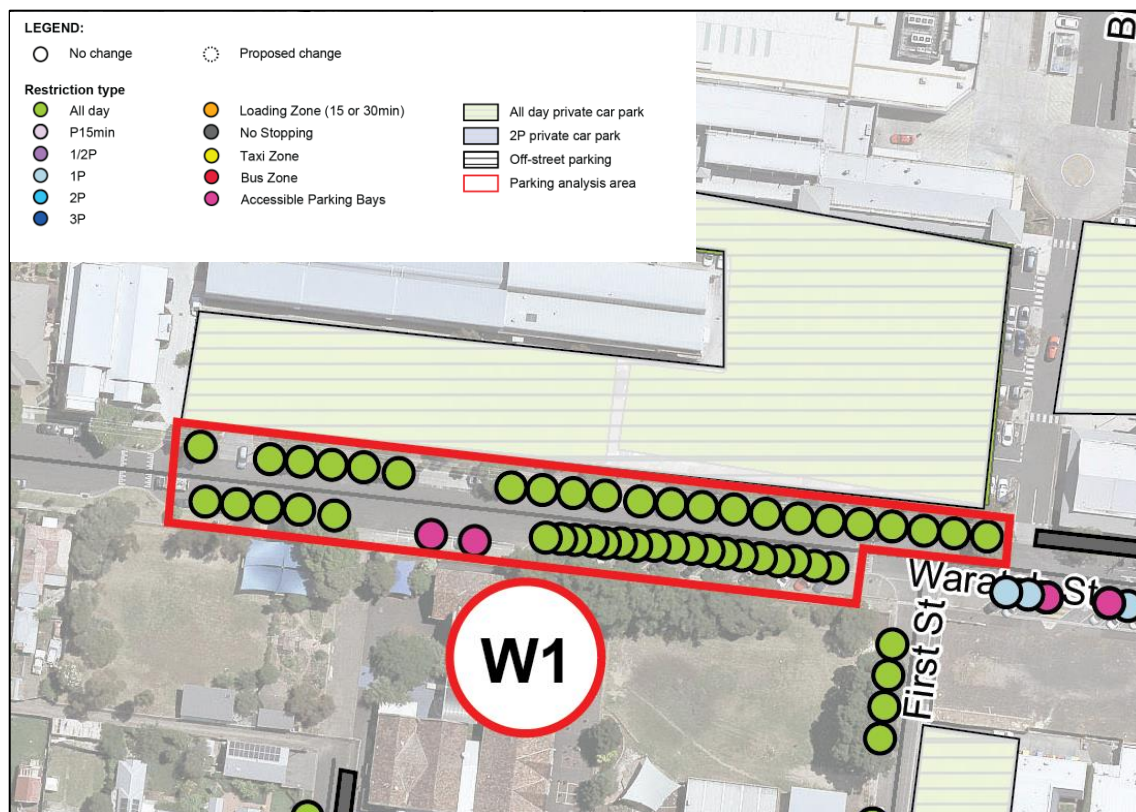 LEGEND:
No change
Proposed change
Restriction type
All day
P15min
1/2P
1P
2P
3P
Loading Zone (15 or 30min)
No Stopping
Taxi Zone
Bus Zone
Accessible Parking Bays
All day private car park
2P private car park
Off-street parking
Parking analysis area
B
W1
First St